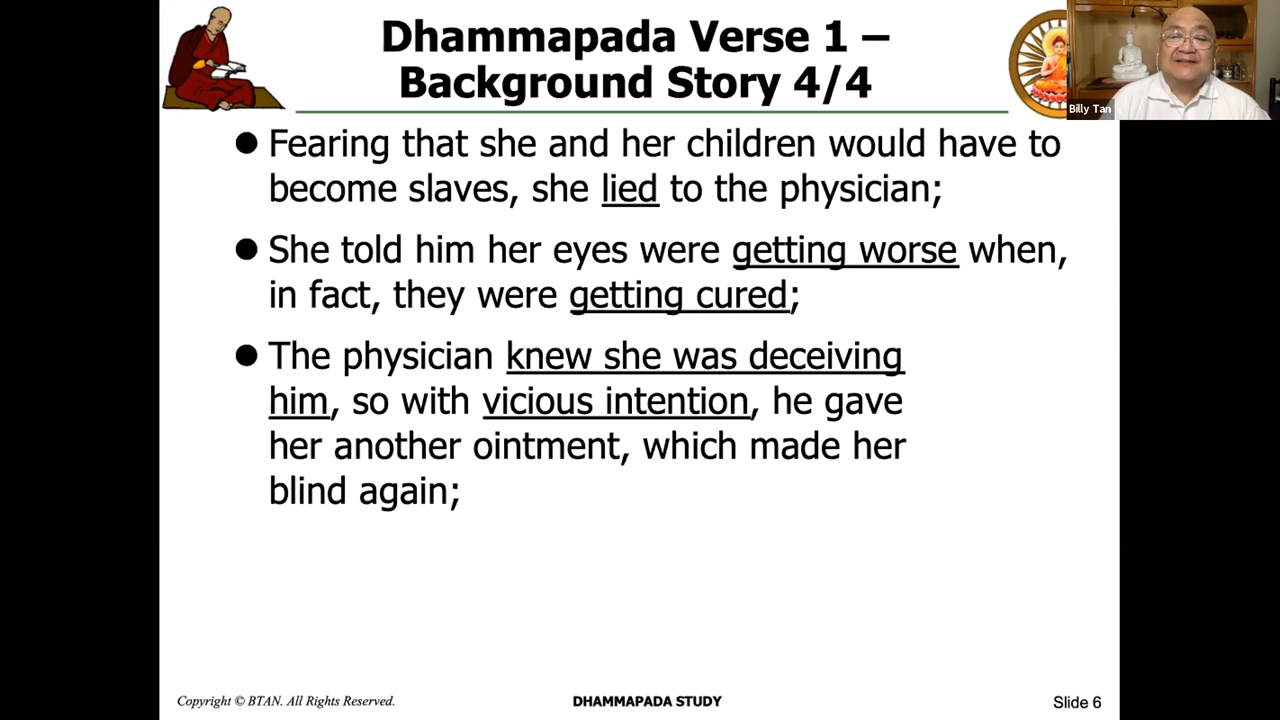 Dhammapada Verse 1 –
Background Story 4/4
Billy Tan
● Fearing that she and her children would have to
become slaves, she lied to the physician;
● She told him her eyes were getting worse when,
in fact, they were getting cured;
● The physician knew she was deceiving
him, so with vicious intention, he gave
her another ointment, which made her
blind again;
Copyright © BTAN. All Rights Reserved.
DHAMMAPADA STUDY
Slide 6